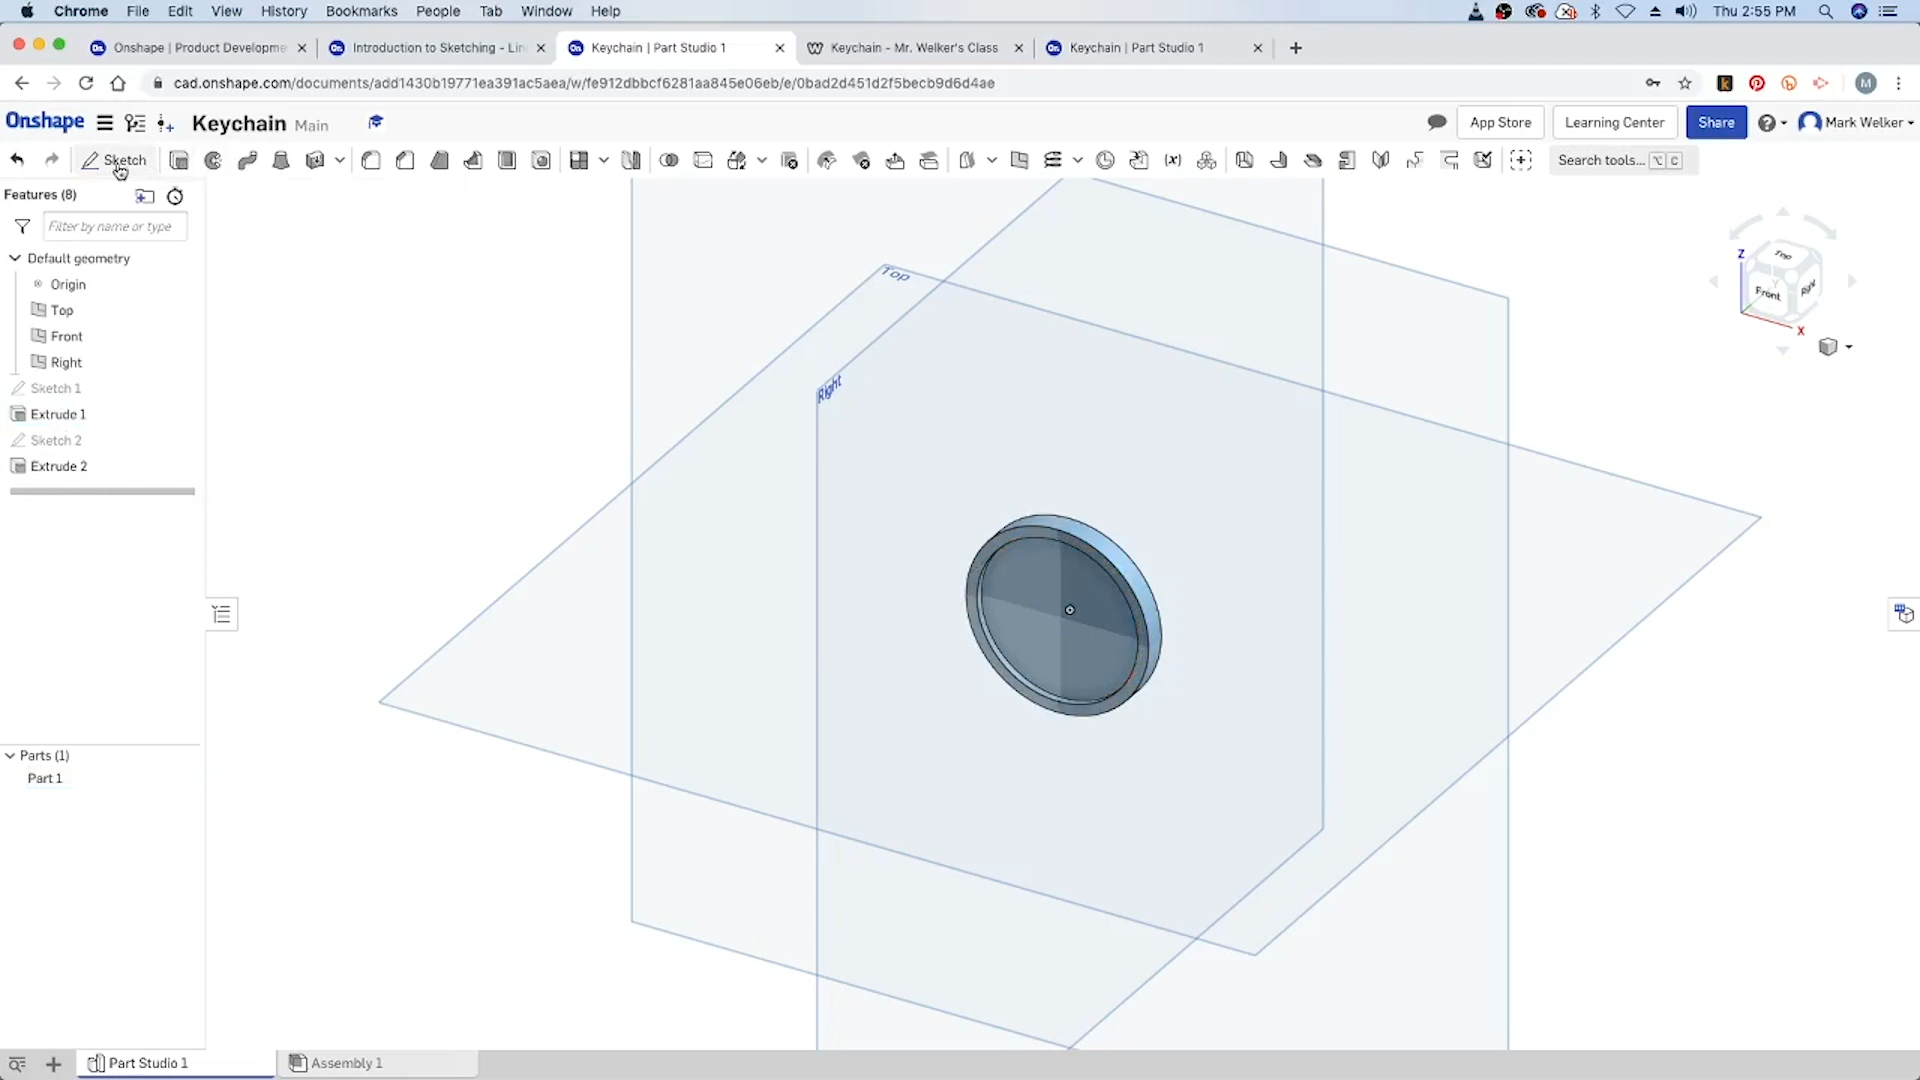 Chrome File Edit View History Bookmarks People Tab Window Help Thu 2:55 PM
Onshape | Product Developme Introduction to Sketching - Lin Keychain | Part Studio 1 Keychain - Mr. Welker's Class Keychain | Part Studio 1
cad.onshape.com/documents/add1430b19771ea391ac5aea/w/fe912dbbcf6281aa845e06eb/e/0bad2d451d2f5becb9d6d4ae
Onshape Keychain Main App Store Learning Center Share Mark Welker
Sketch Search tools... ⌥ C
Features (8)
Filter by name or type
Default geometry
Origin
Top
Front
Right
Sketch 1
Extrude 1
Sketch 2
Extrude 2
Top
Right
Z
Top
Front
Right
X
Parts (1)
Part 1
Part Studio 1 Assembly 1